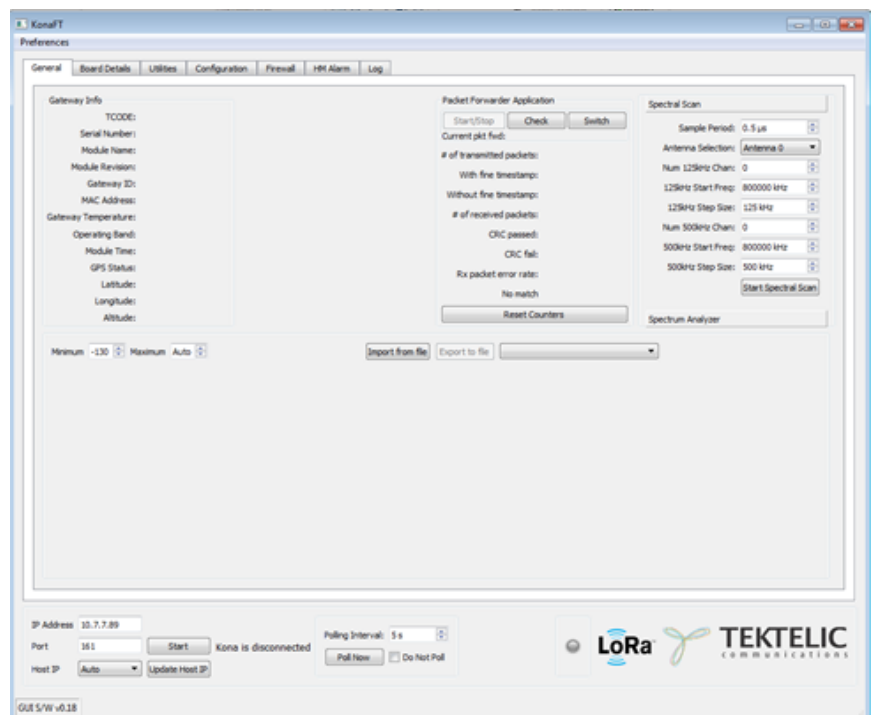 KonaFT
Preferences
General Board Details Utilities Configuration Firewall HM Alarm Log
Gateway Info
TCODE:
Serial Number:
Module Name:
Module Revision:
Gateway ID:
MAC Address:
Gateway Temperature:
Operating Band:
Module Time:
GPS Status:
Latitude:
Longitude:
Altitude:
Packet Forwarder Application
Start/Stop Check Switch
Current pkt fwd:
# of transmitted packets:
With fine timestamp:
Without fine timestamp:
# of received packets:
CRC passed:
CRC fail:
Rx packet error rate:
No match
Reset Counters
Spectral Scan
Sample Period: 0.5 µs
Antenna Selection: Antenna 0
Num 125kHz Chan: 0
125kHz Start Freq: 800000 kHz
125kHz Step Size: 125 kHz
Num 500kHz Chan: 0
500kHz Start Freq: 800000 kHz
500kHz Step Size: 500 kHz
Start Spectral Scan
Spectrum Analyzer
Minimum -130 Maximum Auto Import from file Export to file
IP Address 10.7.7.89
Port 161 Start Kona is disconnected
Host IP Auto Update Host IP
Polling Interval: 5 s
Poll Now Do Not Poll
LoRa
TEKTELIC
communications
GUI S/W v0.18